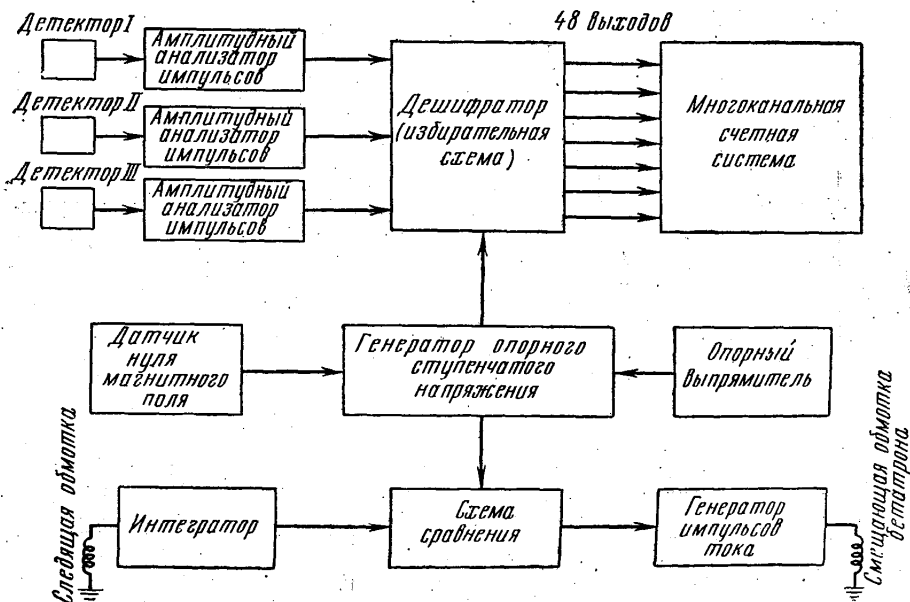 Детектор I
Амплитудный
анализатор
импульсов
48 выходов
Детектор II
Амплитудный
анализатор
импульсов
Дешифратор
(избирательная
схема)
Многоканальная
счетная
система
Детектор III
Амплитудный
анализатор
импульсов
Датчик
нуля
магнитного
поля
Генератор опорного
ступенчатого
напряжения
Опорный
выпрямитель
Следящая обмотка
Интегратор
Схема
сравнения
Генератор
импульсов
тока
Смещающая обмотка
бетатрона